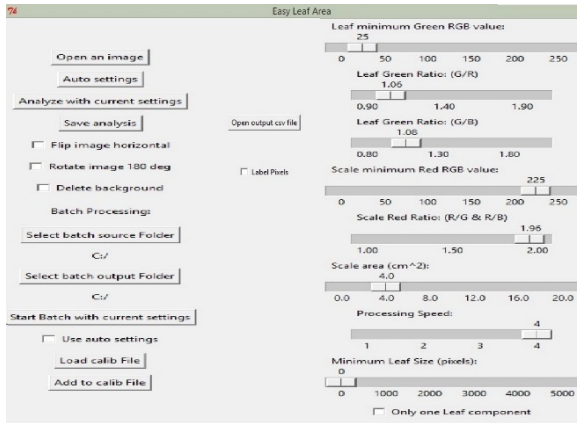 Easy Leaf Area
Open an image
Auto settings
Analyze with current settings
Save analysis
Flip image horizontal
Rotate image 180 deg
Delete background
Batch Processing:
Select batch source Folder
C:/
Select batch output Folder
C:/
Start Batch with current settings
Use auto settings
Load calib File
Add to calib File
Open output csv file
Label Pixels
Leaf minimum Green RGB value:
25
0 50 100 150 200 250
Leaf Green Ratio: (G/R)
1.06
0.90 1.40 1.90
Leaf Green Ratio: (G/B)
1.08
0.80 1.30 1.80
Scale minimum Red RGB value:
225
0 50 100 150 200 250
Scale Red Ratio: (R/G & R/B)
1.96
1.00 1.50 2.00
Scale area (cm^2):
4.0
0.0 4.0 8.0 12.0 16.0 20.0
Processing Speed:
4
1 2 3 4
Minimum Leaf Size (pixels):
0
0 1000 2000 3000 4000 5000
Only one Leaf component